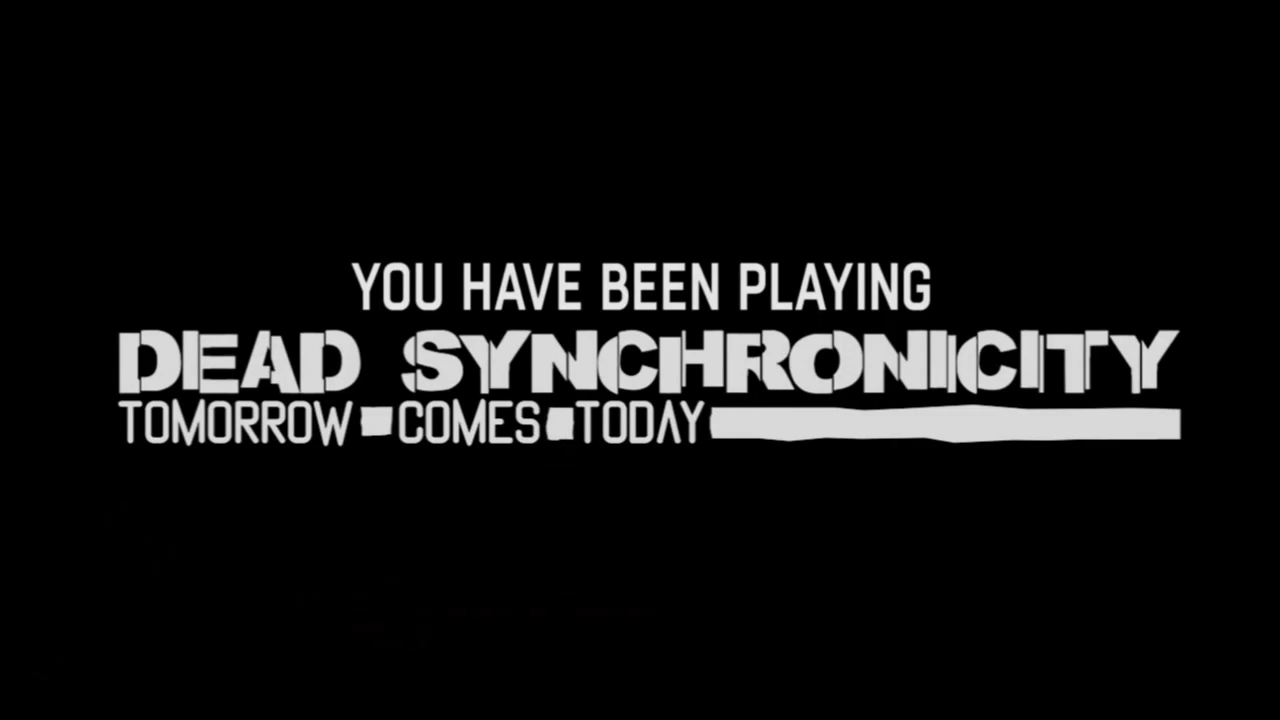 YOU HAVE BEEN PLAYING
DEAD SYNCHRONICITY
TOMORROW COMES TODAY